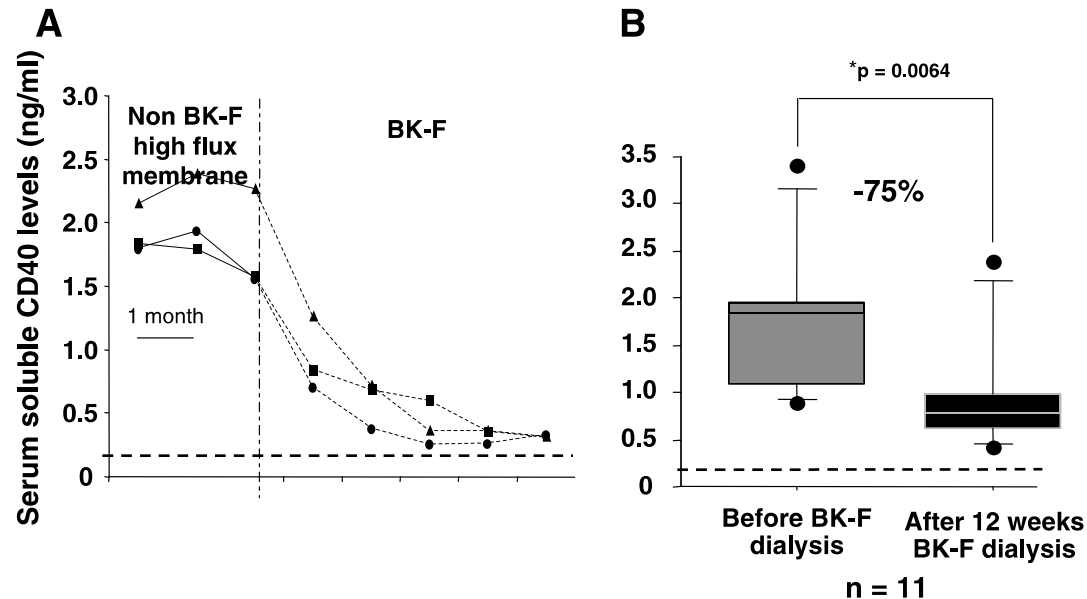 A
Serum soluble CD40 levels (ng/ml)
3.0
2.5
2.0
1.5
1.0
0.5
0
Non BK-F
high flux
membrane
BK-F
1 month
B
*p = 0.0064
-75%
3.5
3.0
2.5
2.0
1.5
1.0
0.5
0
Before BK-F
dialysis
After 12 weeks
BK-F dialysis
n = 11